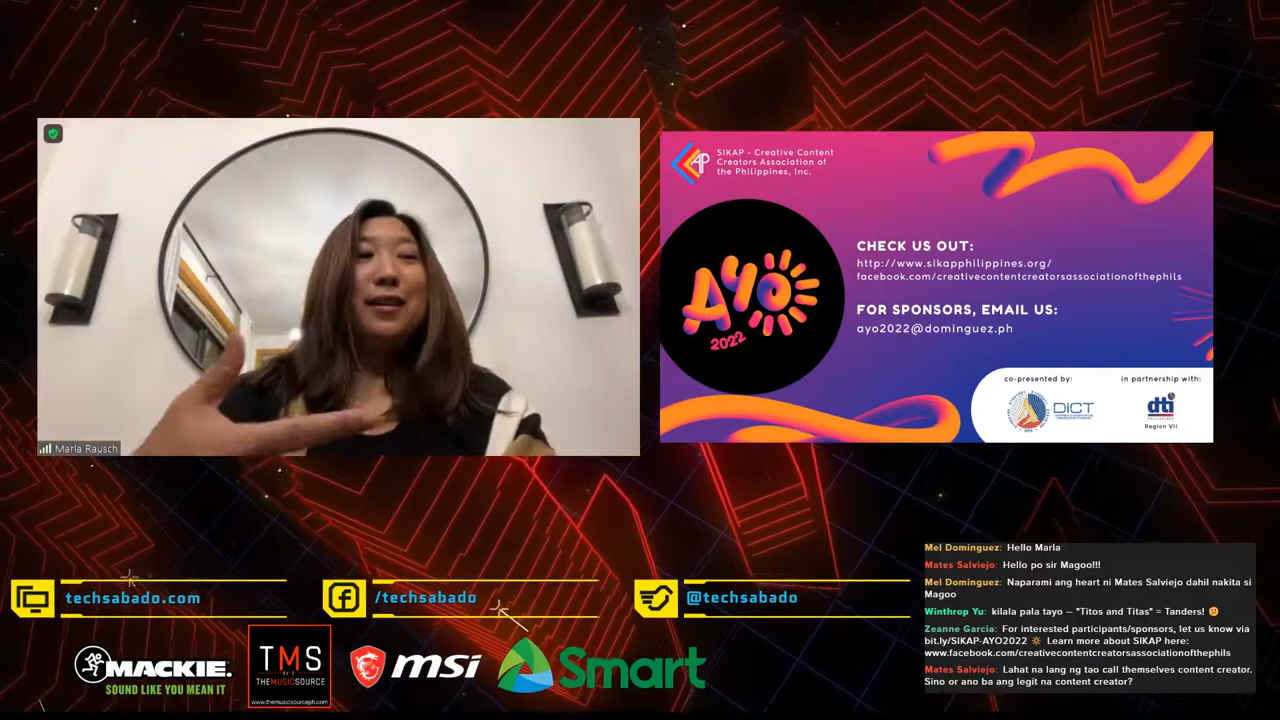 Marla Rausch
AP
SIKAP - Creative Content
Creators Association of
the Philippines, Inc.
AYO
2022
CHECK US OUT:
http://www.sikapphilippines.org/
facebook.com/creativecontentcreatorsassociationofthephils
FOR SPONSORS, EMAIL US:
ayo2022@dominguez.ph
co-presented by:
DICT
in partnership with:
dti
PHILIPPINES
Region VII
techsabado.com
/techsabado
@techsabado
MACKIE.
SOUND LIKE YOU MEAN IT
TMS
THEMUSICSOURCE
www.themusicsourceph.com
msi
Smart
Mel Dominguez: Hello Marla
Mates Salviejo: Hello po sir Magoo!!!
Mel Dominguez: Naparami ang heart ni Mates Salviejo dahil nakita si
Magoo
Winthrop Yu: kilala pala tayo -- "Titos and Titas" = Tanders! 🙂
Zeanne Garcia: For interested participants/sponsors, let us know via
bit.ly/SIKAP-AYO2022 🔆 Learn more about SIKAP here:
www.facebook.com/creativecontentcreatorsassociationofthephils
Mates Salviejo: Lahat na lang ng tao call themselves content creator.
Sino or ano ba ang legit na content creator?